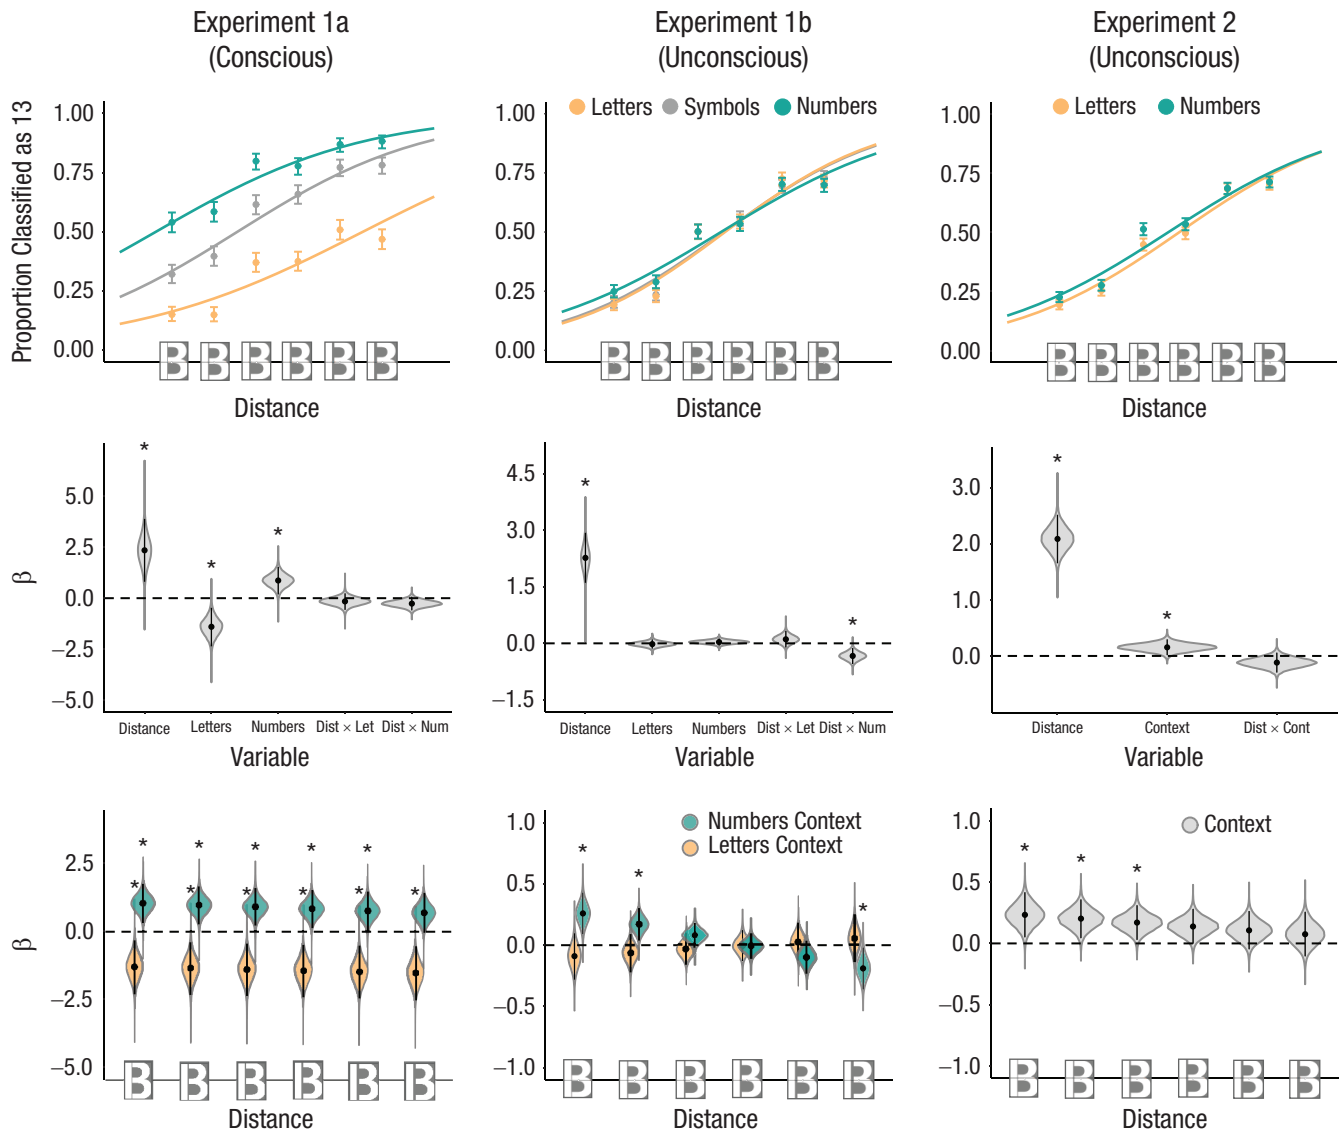 Experiment 1a
(Conscious)
Experiment 1b
(Unconscious)
Experiment 2
(Unconscious)
Proportion Classified as 13
1.00
0.75
0.50
0.25
0.00
B B B B B B
Distance
Letters Symbols Numbers
1.00
0.75
0.50
0.25
0.00
B B B B B B
Distance
Letters Numbers
1.00
0.75
0.50
0.25
0.00
B B B B B B
Distance
β
5.0
2.5
0.0
−2.5
−5.0
* * *
Distance Letters Numbers Dist × Let Dist × Num
Variable
4.5
3.0
1.5
0.0
−1.5
* *
Distance Letters Numbers Dist × Let Dist × Num
Variable
3.0
2.0
1.0
0.0
* *
Distance Context Dist × Cont
Variable
β
2.5
0.0
−2.5
−5.0
* * * * * *
* * * * * *
B B B B B B
Distance
Numbers Context
Letters Context
1.0
0.5
0.0
−0.5
−1.0
* * *
B B B B B B
Distance
Context
1.0
0.5
0.0
−0.5
−1.0
* * *
B B B B B B
Distance